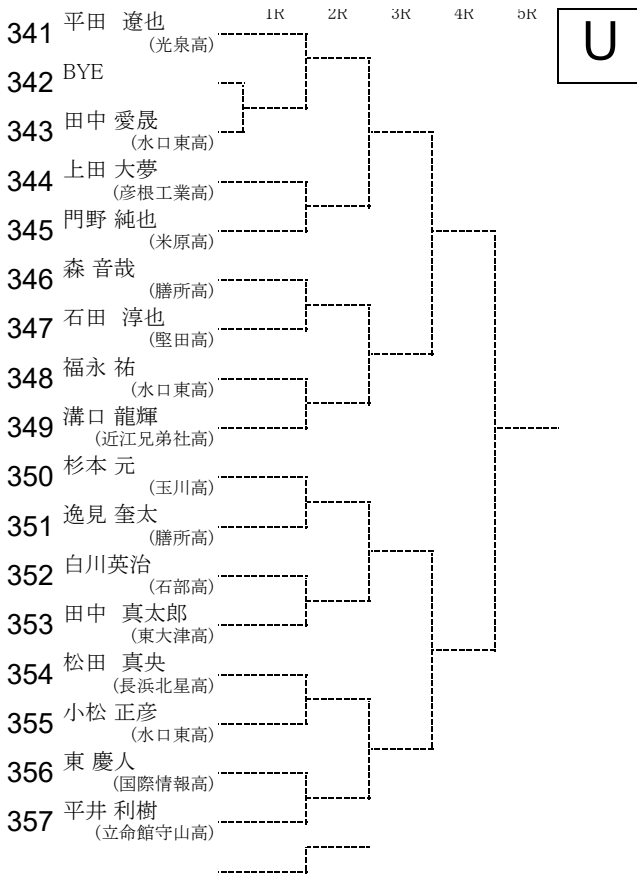 1R 2R 3R 4R 5R
U
341 平田 遼也
(光泉高)
342 BYE
343 田中 愛晟
(水口東高)
344 上田 大夢
(彦根工業高)
345 門野 純也
(米原高)
346 森 音哉
(膳所高)
347 石田 淳也
(堅田高)
348 福永 祐
(水口東高)
349 溝口 龍輝
(近江兄弟社高)
350 杉本 元
(玉川高)
351 逸見 奎太
(膳所高)
352 白川英治
(石部高)
353 田中 真太郎
(東大津高)
354 松田 真央
(長浜北星高)
355 小松 正彦
(水口東高)
356 東 慶人
(国際情報高)
357 平井 利樹
(立命館守山高)